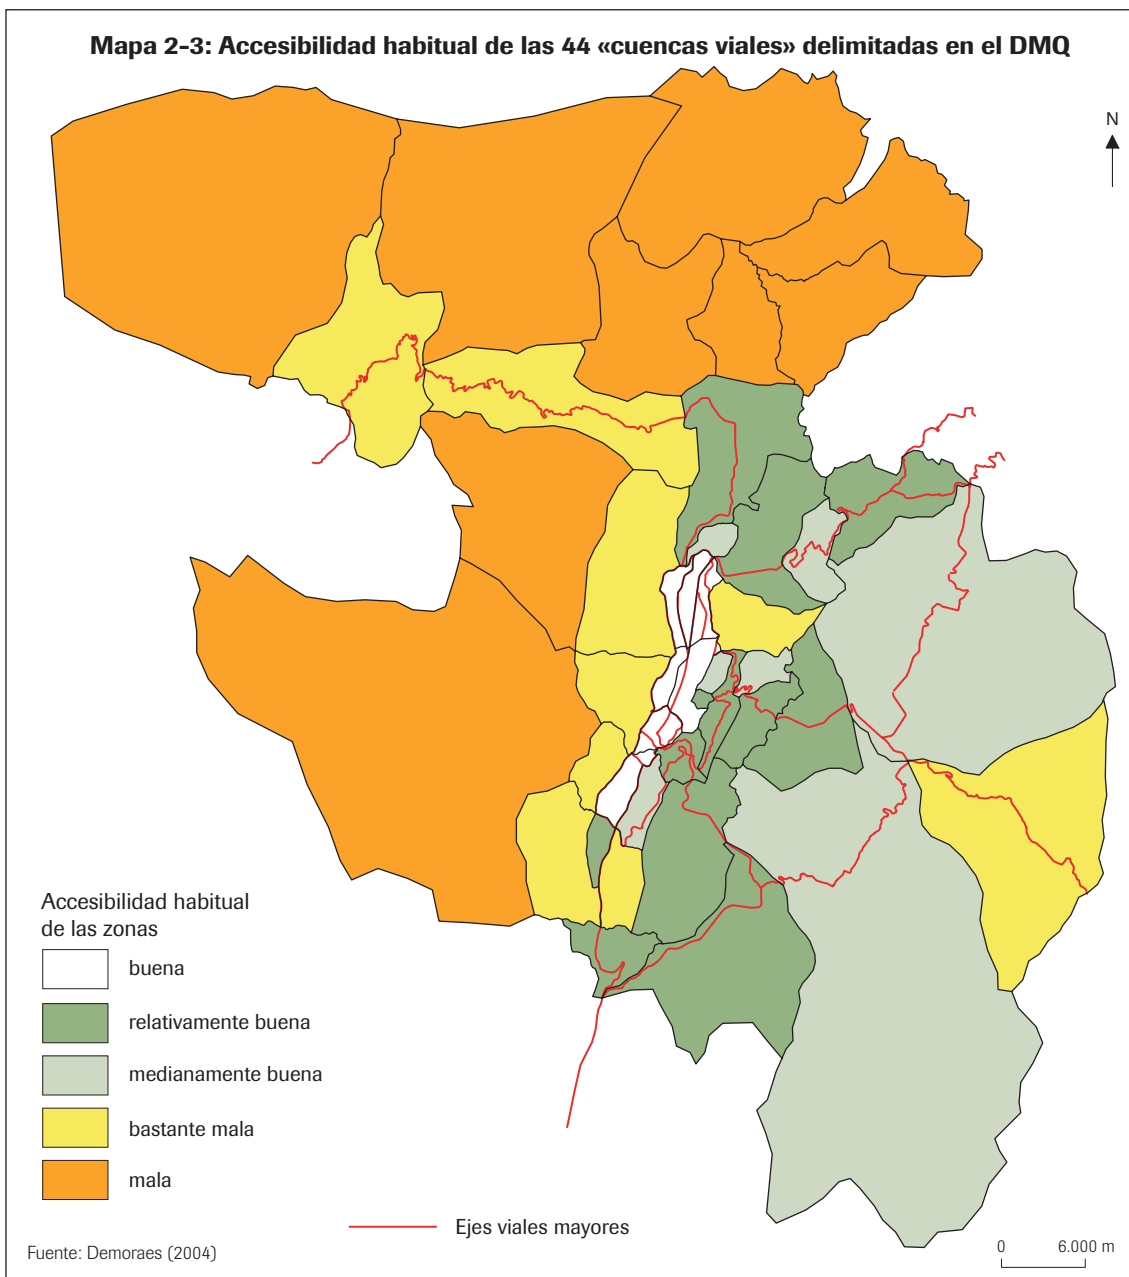 Mapa 2-3: Accesibilidad habitual de las 44 «cuencas viales» delimitadas en el DMQ
N
Accesibilidad habitual
de las zonas
buena
relativamente buena
medianamente buena
bastante mala
mala
Ejes viales mayores
Fuente: Demoraes (2004)
0 6.000 m